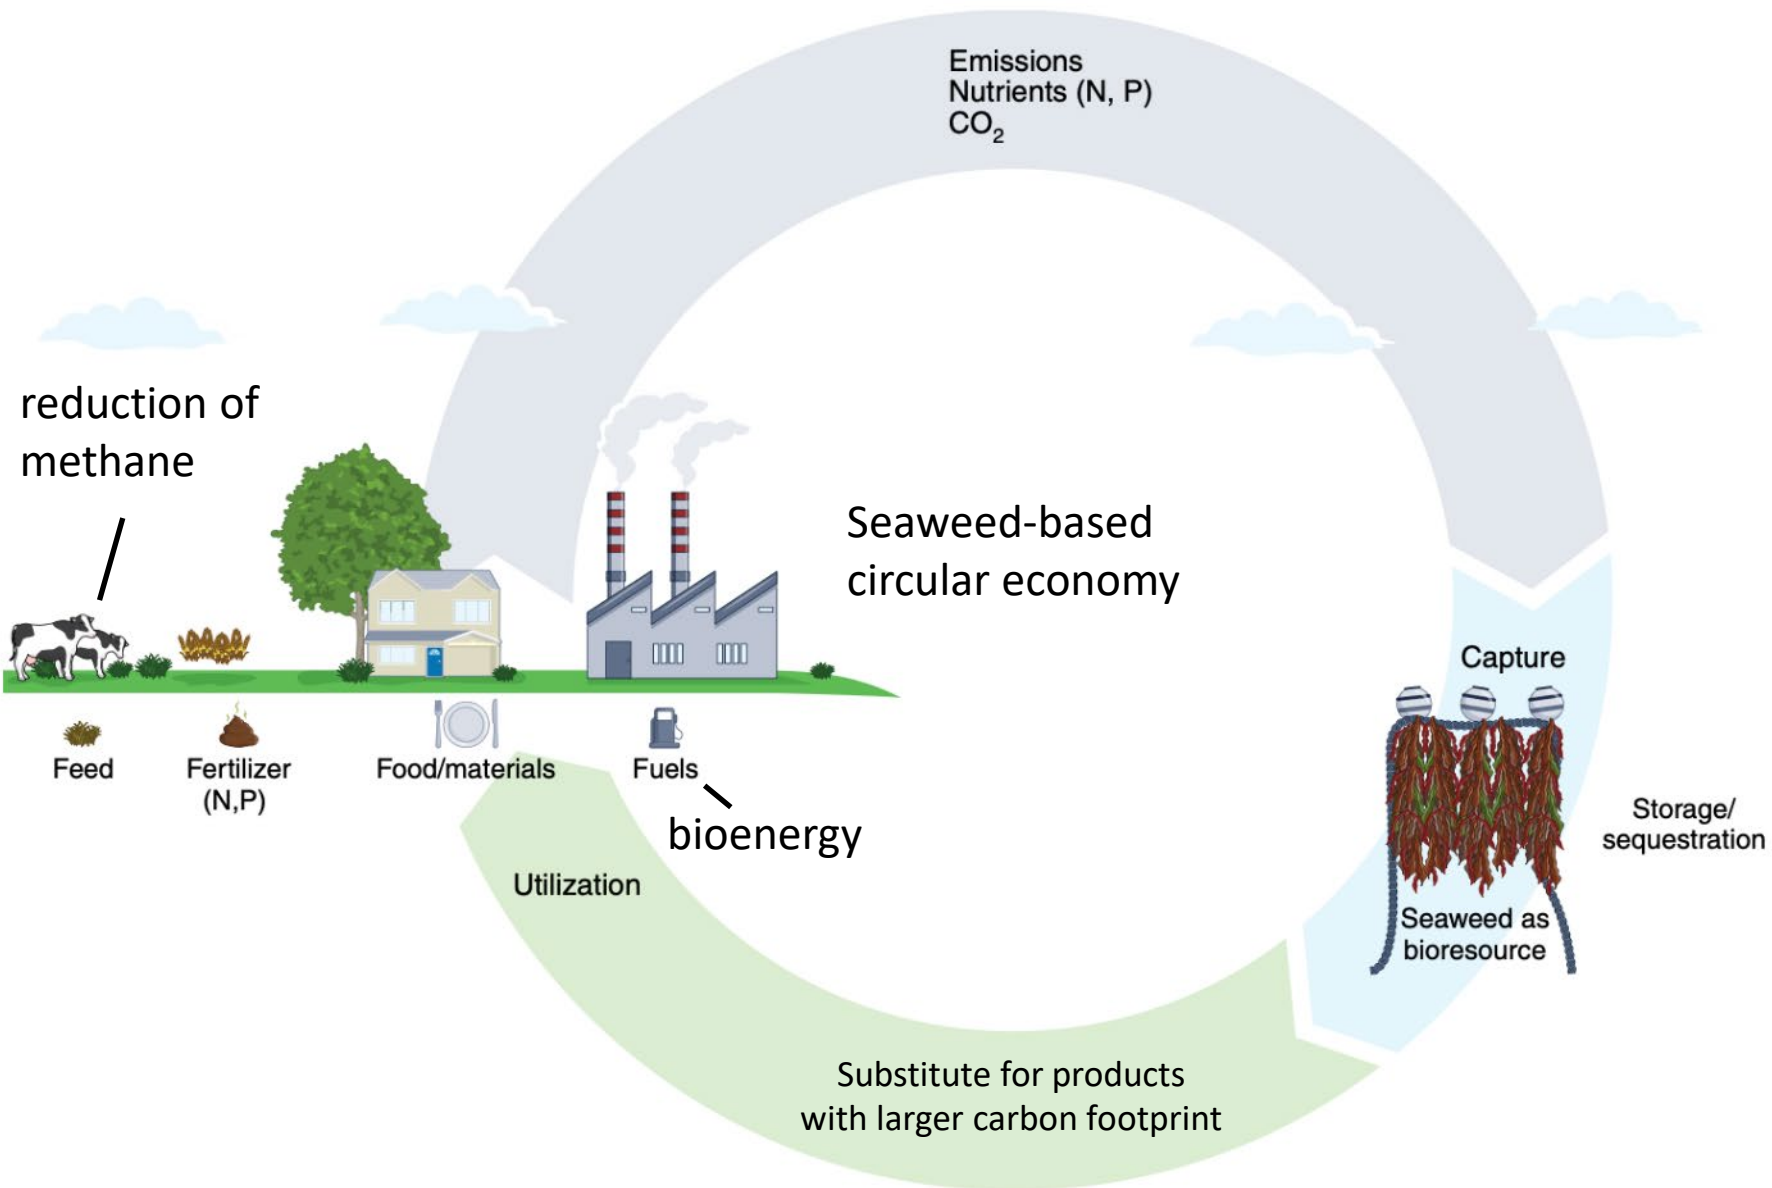 Emissions
Nutrients (N, P)
CO₂
reduction of
methane
Seaweed-based
circular economy
Capture
Feed
Fertilizer
(N,P)
Food/materials
Fuels
bioenergy
Storage/
sequestration
Utilization
Seaweed as
bioresource
Substitute for products
with larger carbon footprint